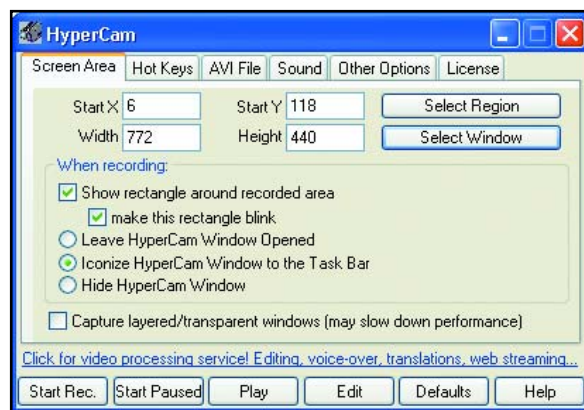 HyperCam
Screen Area Hot Keys AVI File Sound Other Options License
Start X 6 Start Y 118 Select Region
Width 772 Height 440 Select Window
When recording:
Show rectangle around recorded area
make this rectangle blink
Leave HyperCam Window Opened
Iconize HyperCam Window to the Task Bar
Hide HyperCam Window
Capture layered/transparent windows (may slow down performance)
Click for video processing service! Editing, voice-over, translations, web streaming...
Start Rec. Start Paused Play Edit Defaults Help